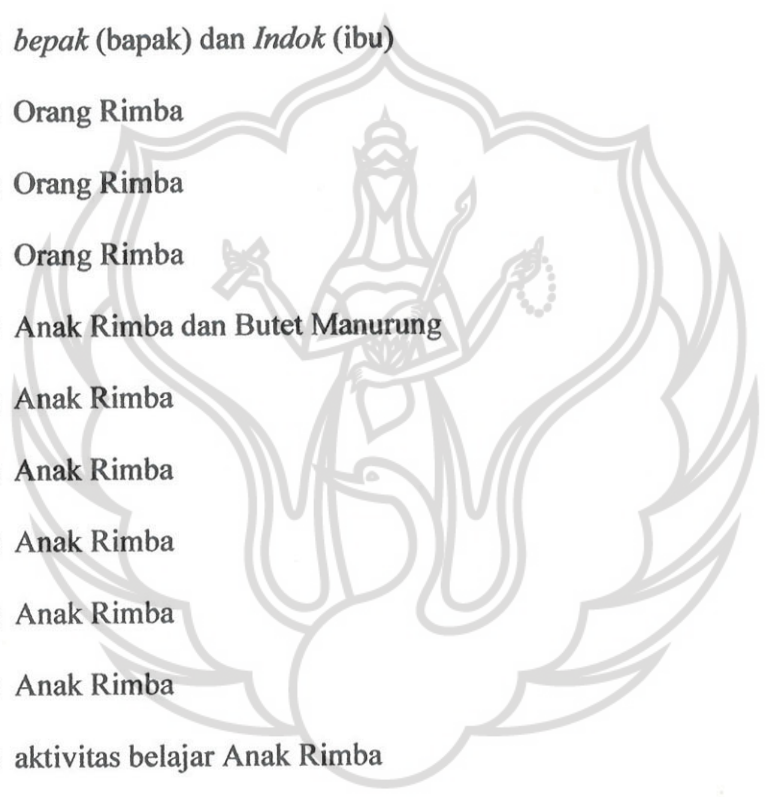 bepak (bapak) dan Indok (ibu)
Orang Rimba
Orang Rimba
Orang Rimba
Anak Rimba dan Butet Manurung
Anak Rimba
Anak Rimba
Anak Rimba
Anak Rimba
Anak Rimba
aktivitas belajar Anak Rimba